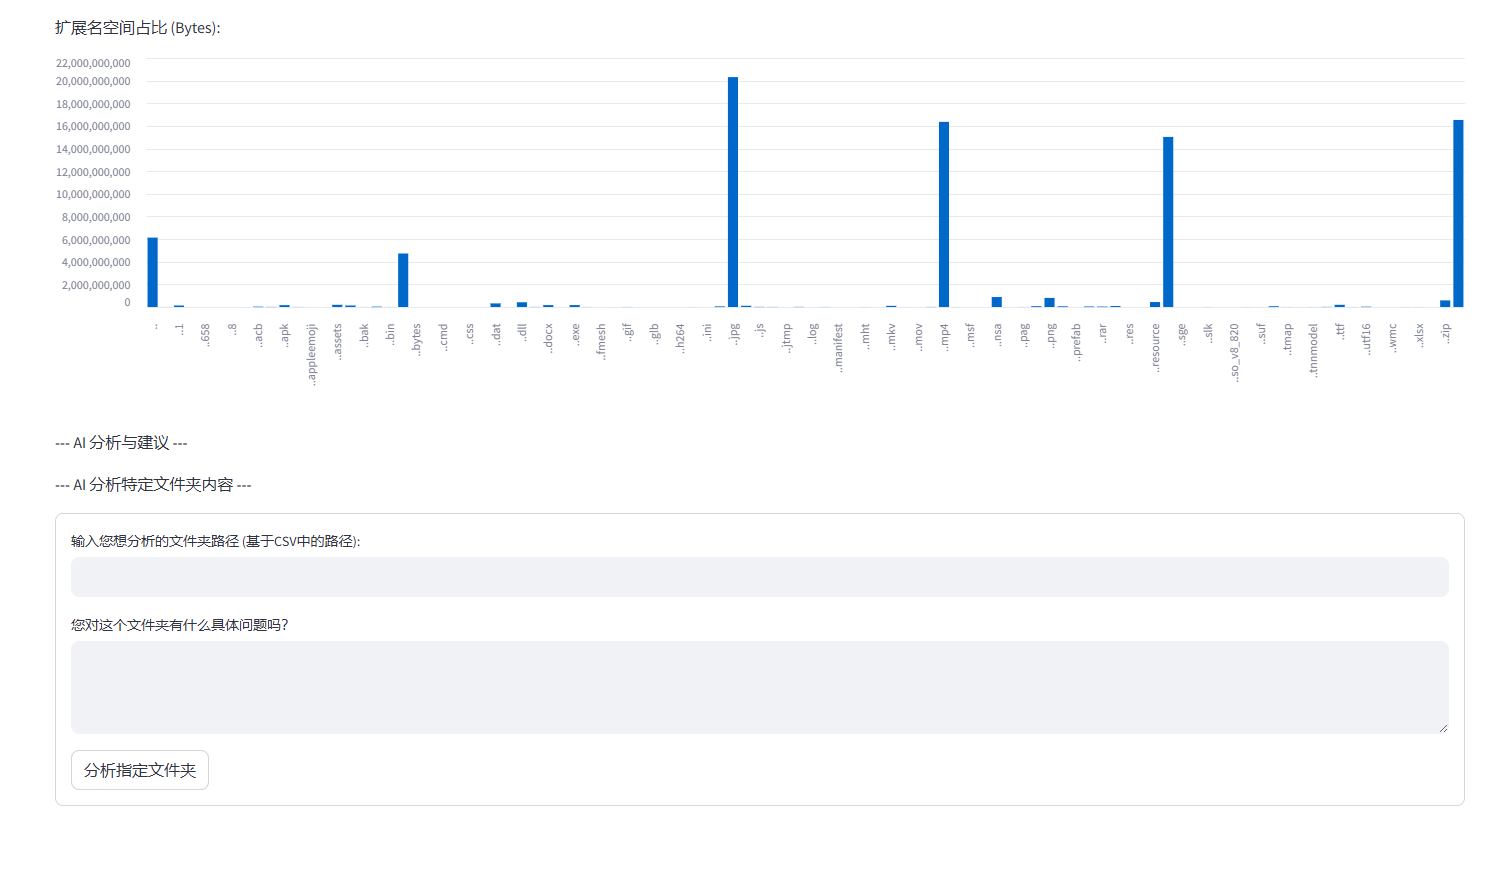 扩展名空间占比 (Bytes):
22,000,000,000
20,000,000,000
18,000,000,000
16,000,000,000
14,000,000,000
12,000,000,000
10,000,000,000
8,000,000,000
6,000,000,000
4,000,000,000
2,000,000,000
0
..
..1
..658
..8
..acb
..apk
..appleemoji
..assets
..bak
..bin
..bytes
..cmd
..css
..dat
..dll
..docx
..exe
..fmesh
..gif
..glb
..h264
..ini
..jpg
..js
..jtmp
..log
..manifest
..mht
..mkv
..mov
..mp4
..msf
..nsa
..pag
..png
..prefab
..rar
..res
..resource
..sge
..slk
..so_v8_820
..suf
..tmap
..tnnmodel
..ttf
..utf16
..wmc
..xlsx
..zip
--- AI 分析与建议 ---
--- AI 分析特定文件夹内容 ---
输入您想分析的文件夹路径 (基于CSV中的路径):
您对这个文件夹有什么具体问题吗?
分析指定文件夹